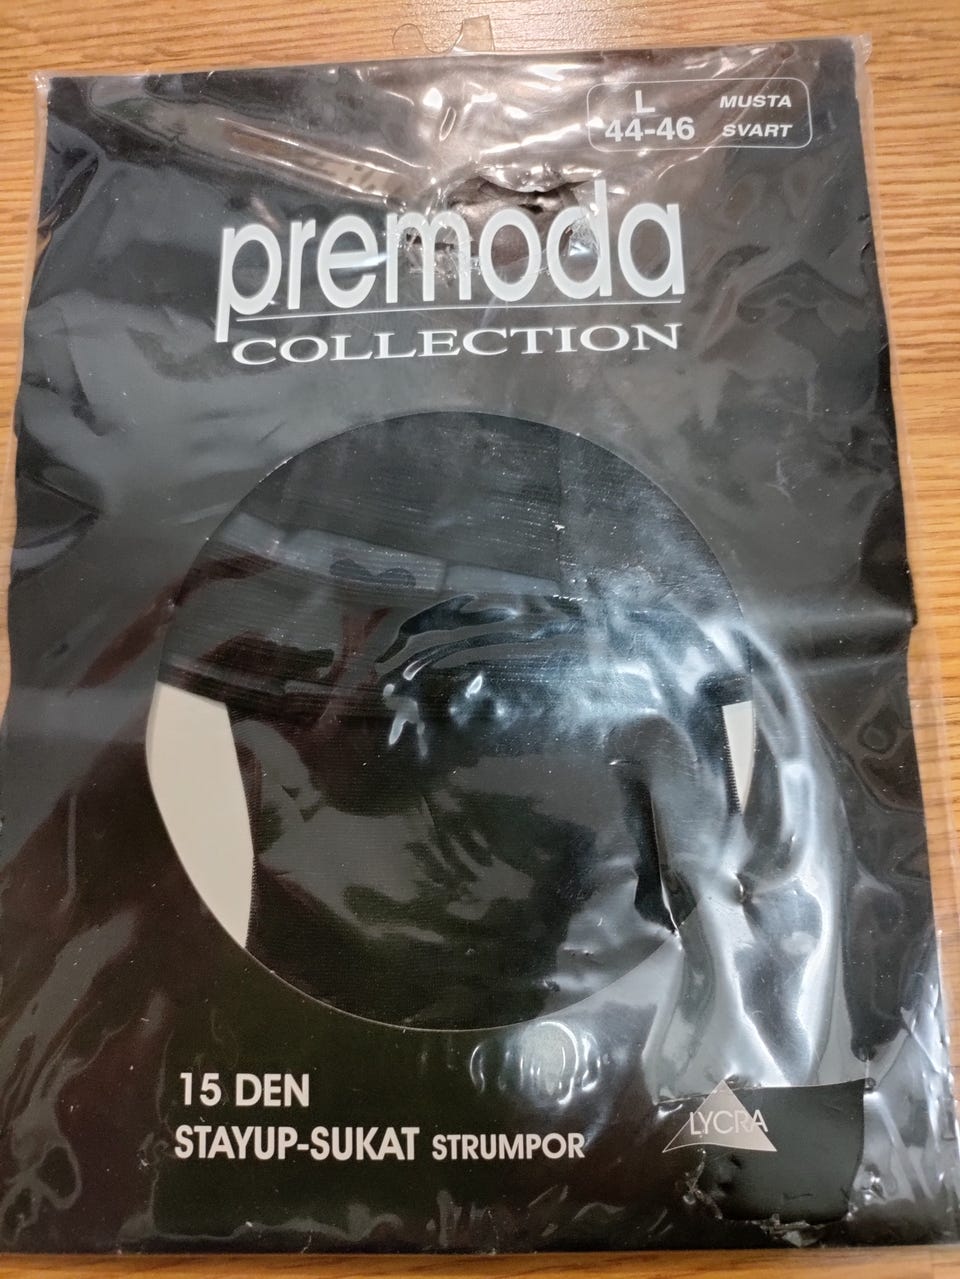 L MUSTA
44-46 SVART
premoda
COLLECTION
15 DEN
STAYUP-SUKAT STRUMPOR
LYCRA